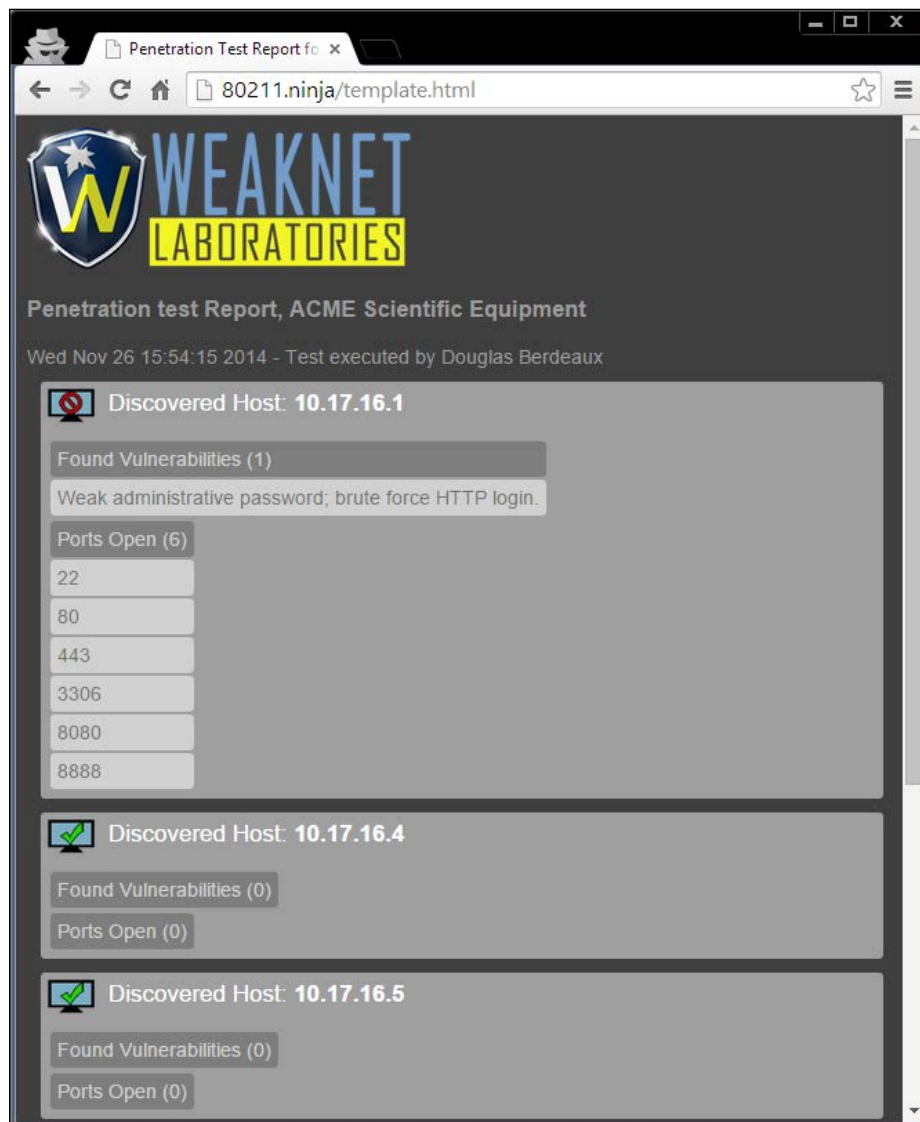 Penetration Test Report fo
80211.ninja/template.html
W
WEAKNET
LABORATORIES
Penetration test Report, ACME Scientific Equipment
Wed Nov 26 15:54:15 2014 - Test executed by Douglas Berdeaux
Discovered Host: 10.17.16.1
Found Vulnerabilities (1)
Weak administrative password; brute force HTTP login.
Ports Open (6)
22
80
443
3306
8080
8888
Discovered Host: 10.17.16.4
Found Vulnerabilities (0)
Ports Open (0)
Discovered Host: 10.17.16.5
Found Vulnerabilities (0)
Ports Open (0)